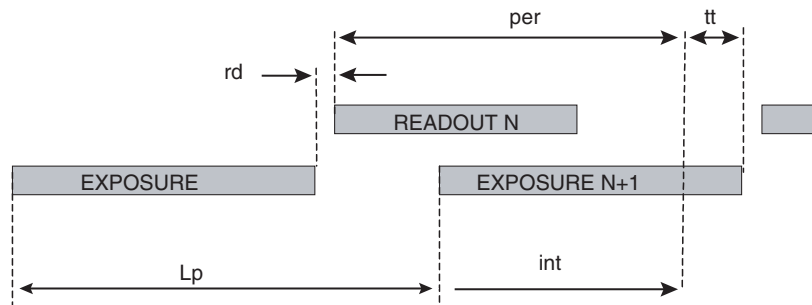 per
tt
rd
READOUT N
EXPOSURE
EXPOSURE N+1
Lp
int